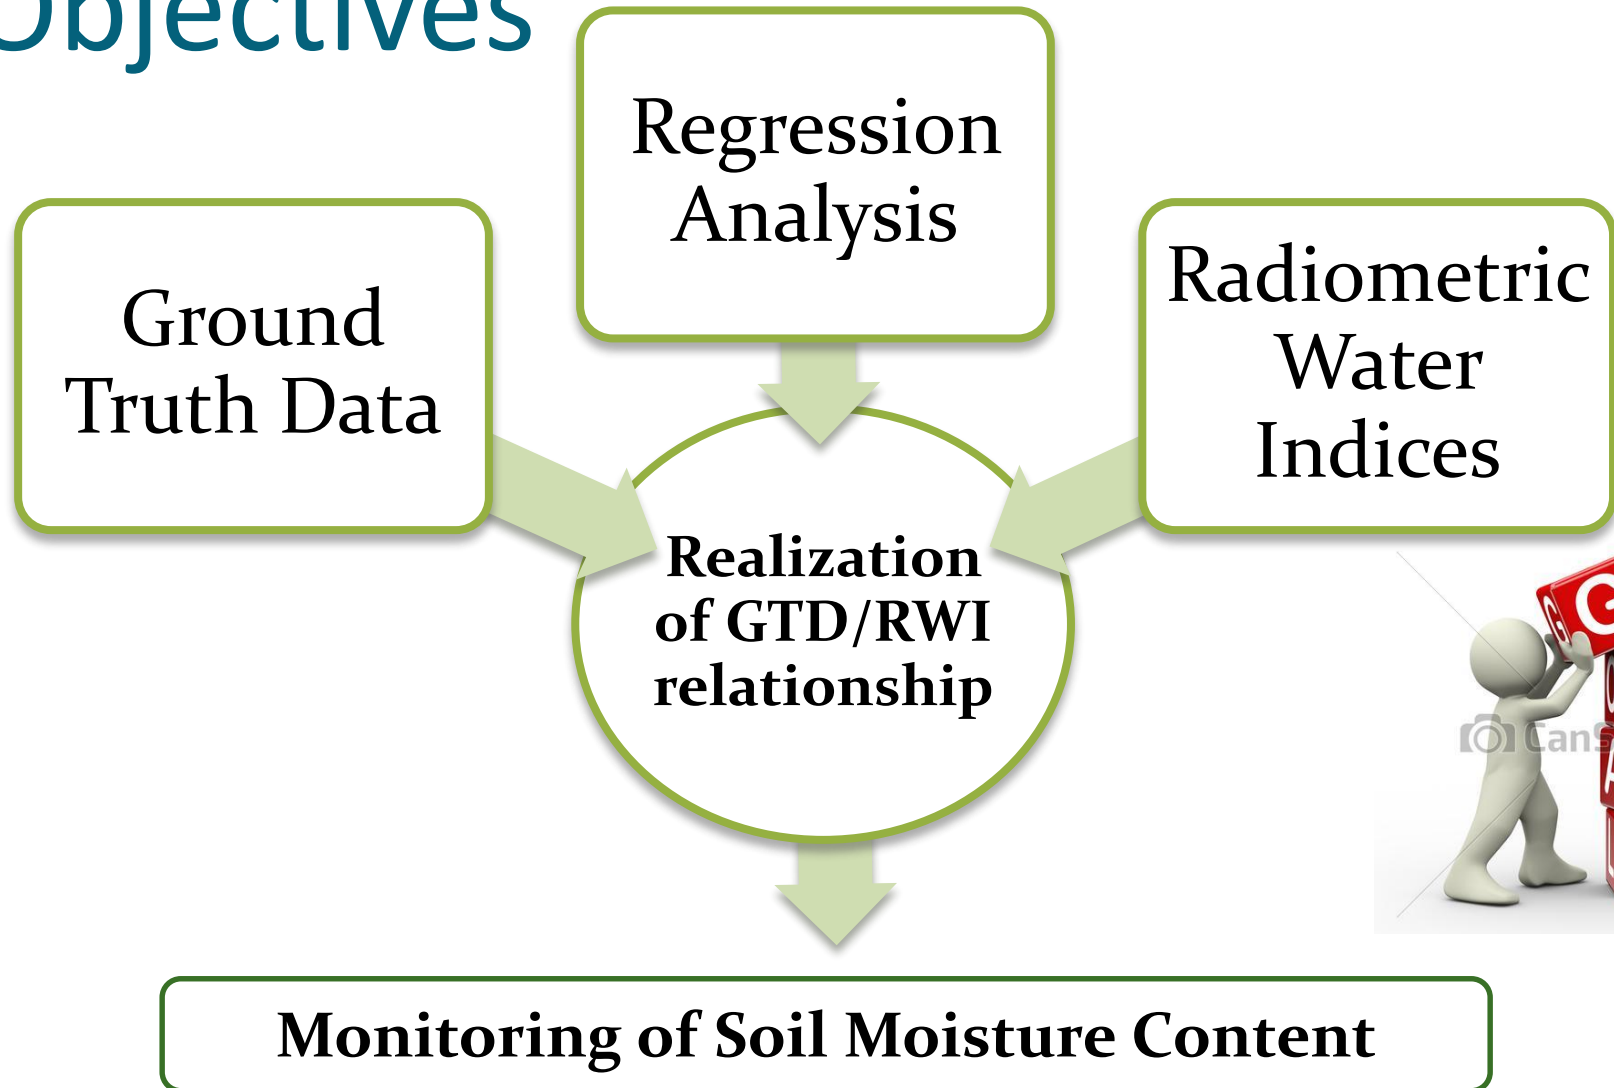 Objectives
Regression
Analysis
Ground
Truth Data
Radiometric
Water
Indices
Realization
of GTD/RWI
relationship
G G
Monitoring of Soil Moisture Content